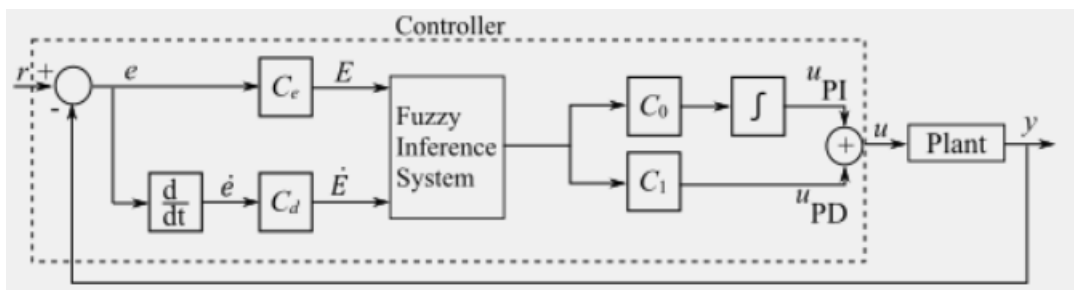 Controller
r + e C_e E
-
Fuzzy
Inference
System
C_0 ∫ u_PI
+ u Plant y
d/dt ė C_d Ė
C_1 u_PD